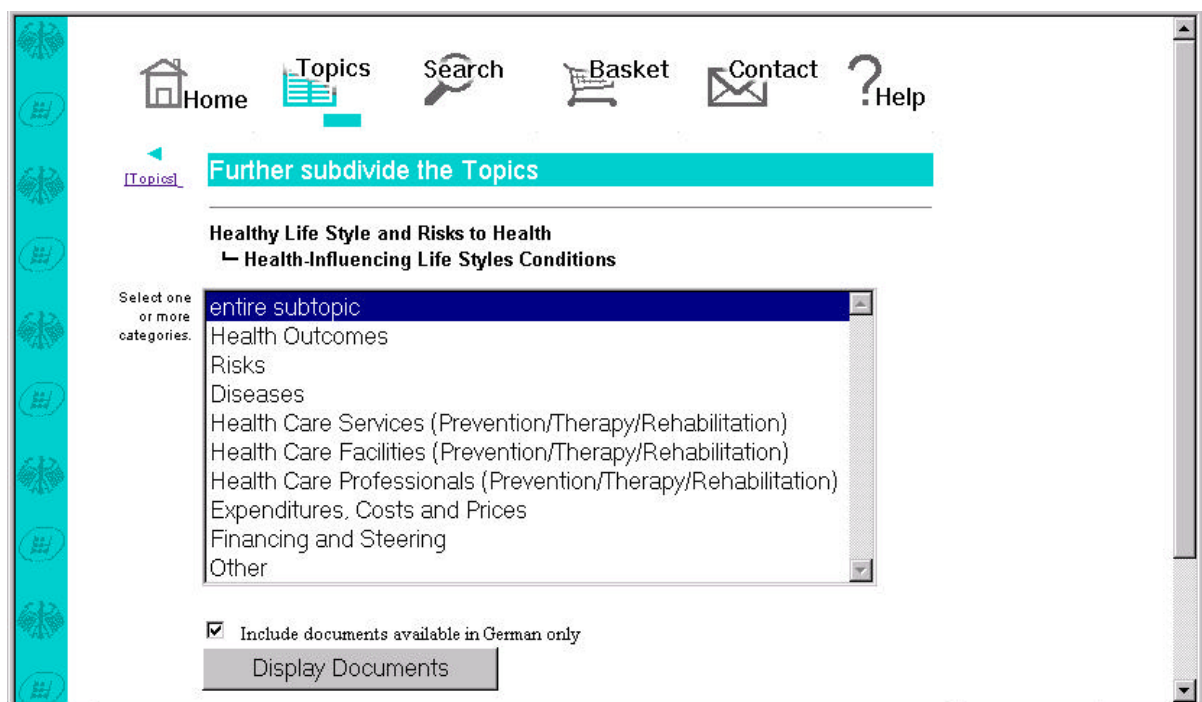 Home
Topics
Search
Basket
Contact
?Help
[Topics]
Further subdivide the Topics
Healthy Life Style and Risks to Health
Health-Influencing Life Styles Conditions
Select one
or more
categories.
entire subtopic
Health Outcomes
Risks
Diseases
Health Care Services (Prevention/Therapy/Rehabilitation)
Health Care Facilities (Prevention/Therapy/Rehabilitation)
Health Care Professionals (Prevention/Therapy/Rehabilitation)
Expenditures, Costs and Prices
Financing and Steering
Other
Include documents available in German only
Display Documents